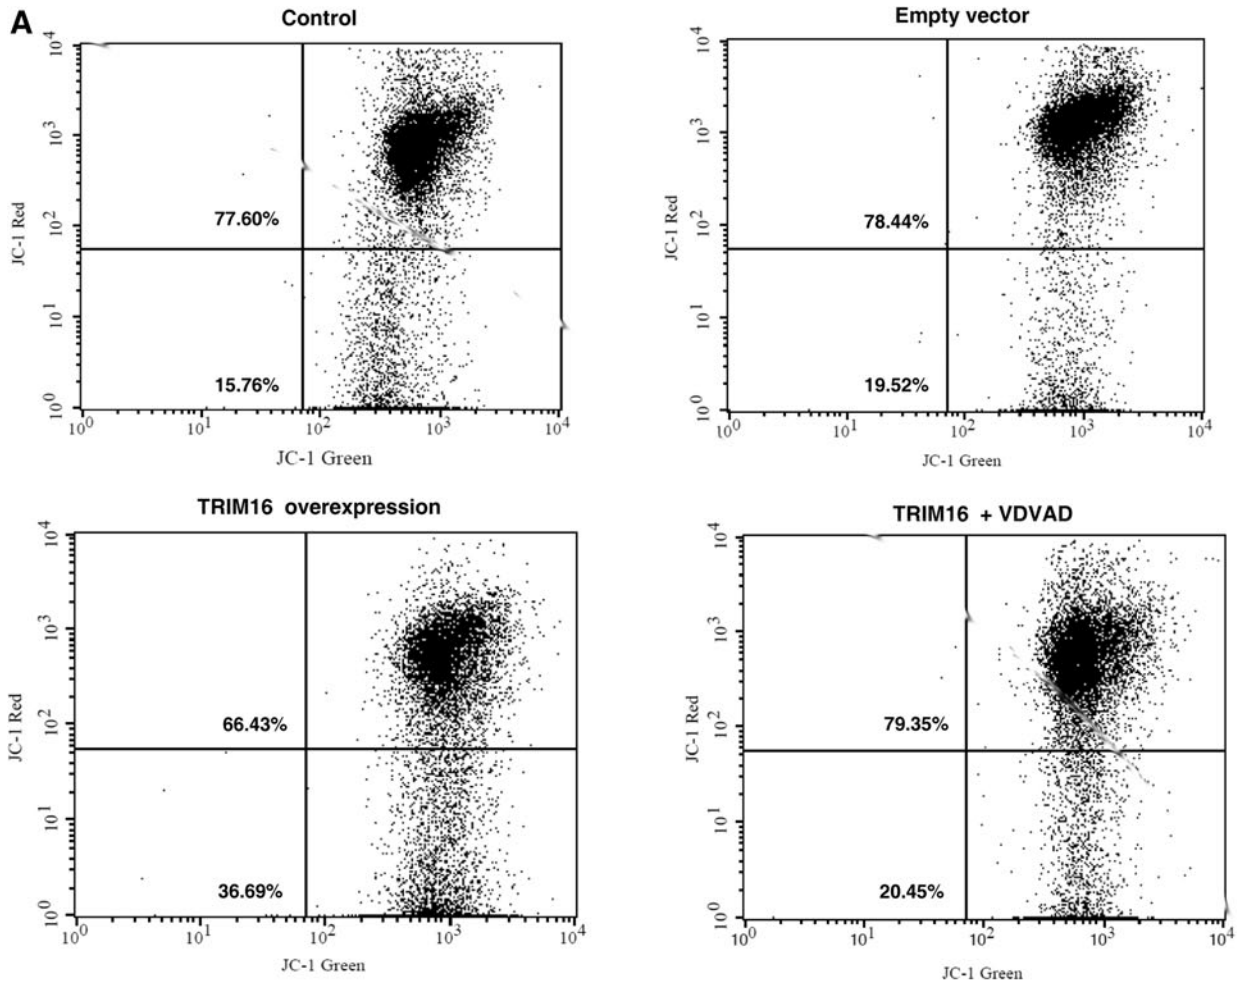 A
Control
10^4
10^3
10^2
10^1
10^0
JC-1 Red
77.60%
15.76%
10^0 10^1 10^2 10^3 10^4
JC-1 Green
Empty vector
10^4
10^3
10^2
10^1
10^0
JC-1 Red
78.44%
19.52%
10^0 10^1 10^2 10^3 10^4
JC-1 Green
TRIM16 overexpression
10^4
10^3
10^2
10^1
10^0
JC-1 Red
66.43%
36.69%
10^0 10^1 10^2 10^3 10^4
JC-1 Green
TRIM16 + VDVAD
10^4
10^3
10^2
10^1
10^0
JC-1 Red
79.35%
20.45%
10^0 10^1 10^3 10^4
JC-1 Green